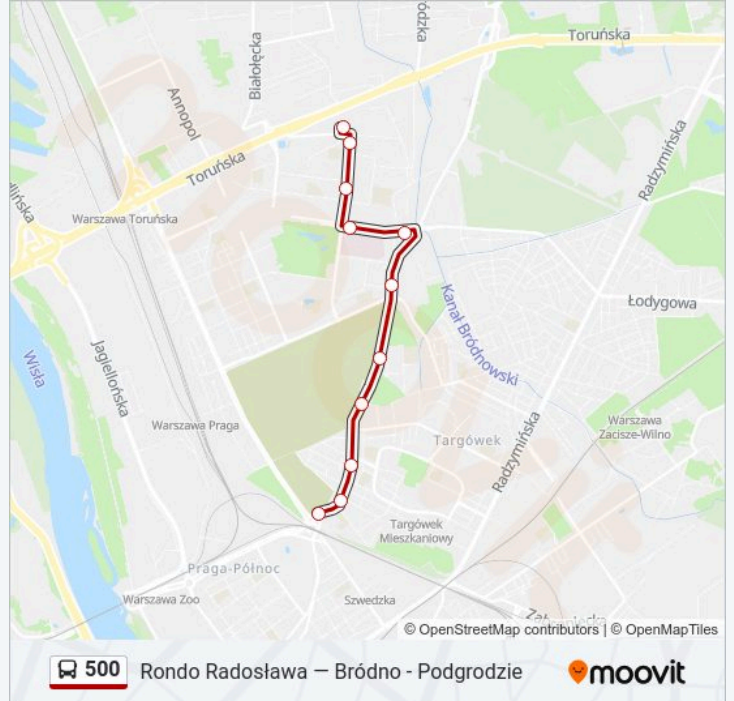 ródzka
Toruńska
Białołęcka
Annopol
Radzymińska
Toruńska
Warszawa Toruńska
Łodygowa
Kanał Bródnowski
Wisła
Jagiellońska
Warszawa Praga
Radzymińska
Targówek
Warszawa
Zacisze-Wilno
Targówek
Mieszkaniowy
Praga-Północ
Warszawa Zoo
Szwedzka
© OpenStreetMap contributors | © OpenMapTiles
500 Rondo Radosława — Bródno - Podgrodzie
moovit